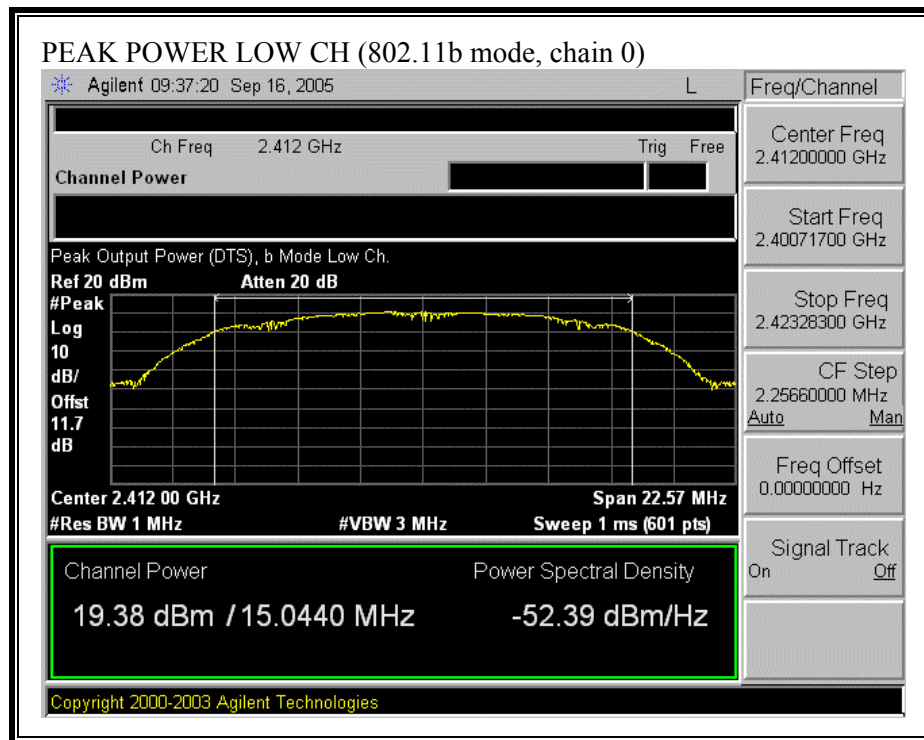 PEAK POWER LOW CH (802.11b mode, chain 0)
Agilent 09:37:20 Sep 16, 2005 L
Freq/Channel
Ch Freq 2.412 GHz Trig Free
Channel Power
Center Freq
2.41200000 GHz
Start Freq
2.40071700 GHz
Stop Freq
2.42328300 GHz
CF Step
2.25660000 MHz
Auto Man
Freq Offset
0.00000000 Hz
Signal Track
On Off
Peak Output Power (DTS), b Mode Low Ch.
Ref 20 dBm Atten 20 dB
#Peak
Log
10
dB/
Offst
11.7
dB
Center 2.412 00 GHz Span 22.57 MHz
#Res BW 1 MHz #VBW 3 MHz Sweep 1 ms (601 pts)
Channel Power Power Spectral Density
19.38 dBm / 15.0440 MHz -52.39 dBm/Hz
Copyright 2000-2003 Agilent Technologies